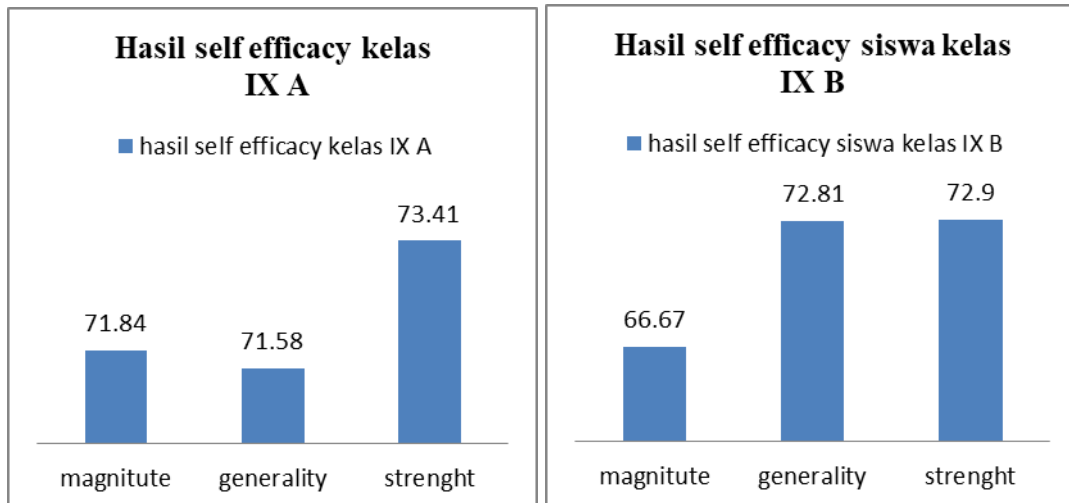 Hasil self efficacy kelas
IX A
hasil self efficacy kelas IX A
73.41
71.84
71.58
magnitute generality strenght
Hasil self efficacy siswa kelas
IX B
hasil self efficacy siswa kelas IX B
72.81 72.9
66.67
magnitute generality strenght